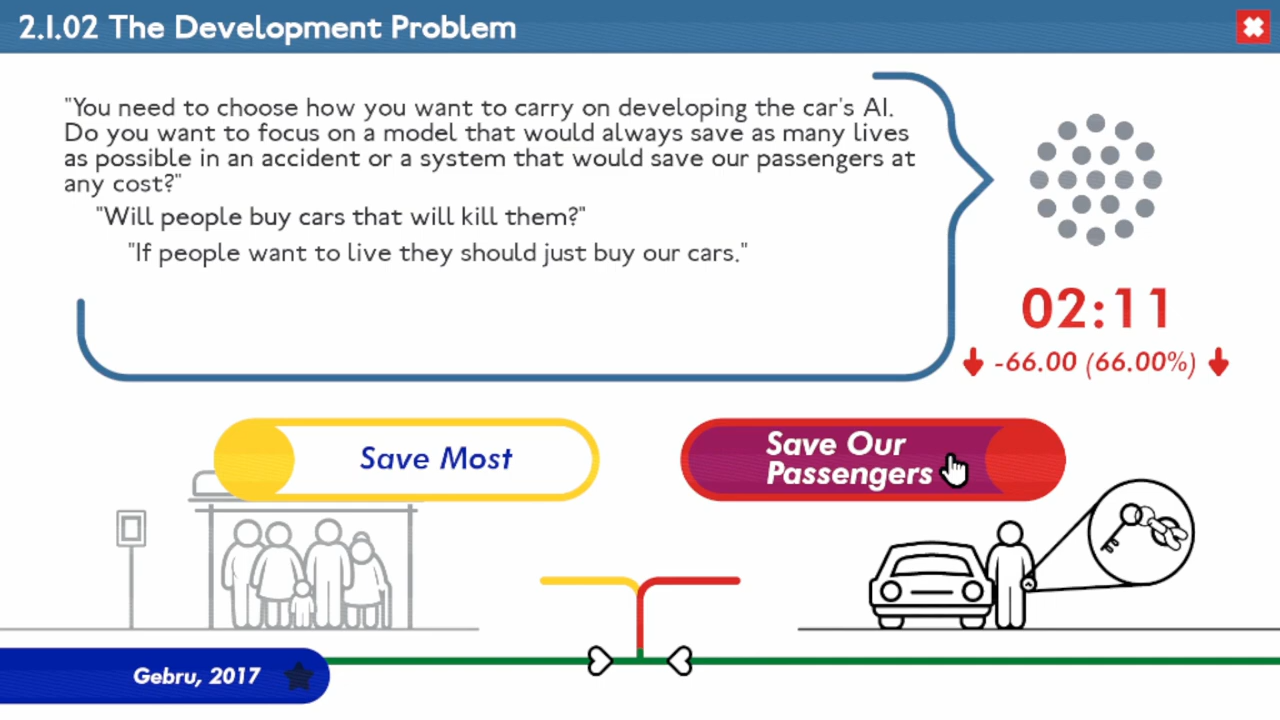 2.1.02 The Development Problem
"You need to choose how you want to carry on developing the car's AI.
Do you want to focus on a model that would always save as many lives
as possible in an accident or a system that would save our passengers at
any cost?"
"Will people buy cars that will kill them?"
"If people want to live they should just buy our cars."
02:11
-66.00 (66.00%)
Save Most
Save Our
Passengers
Gebru, 2017